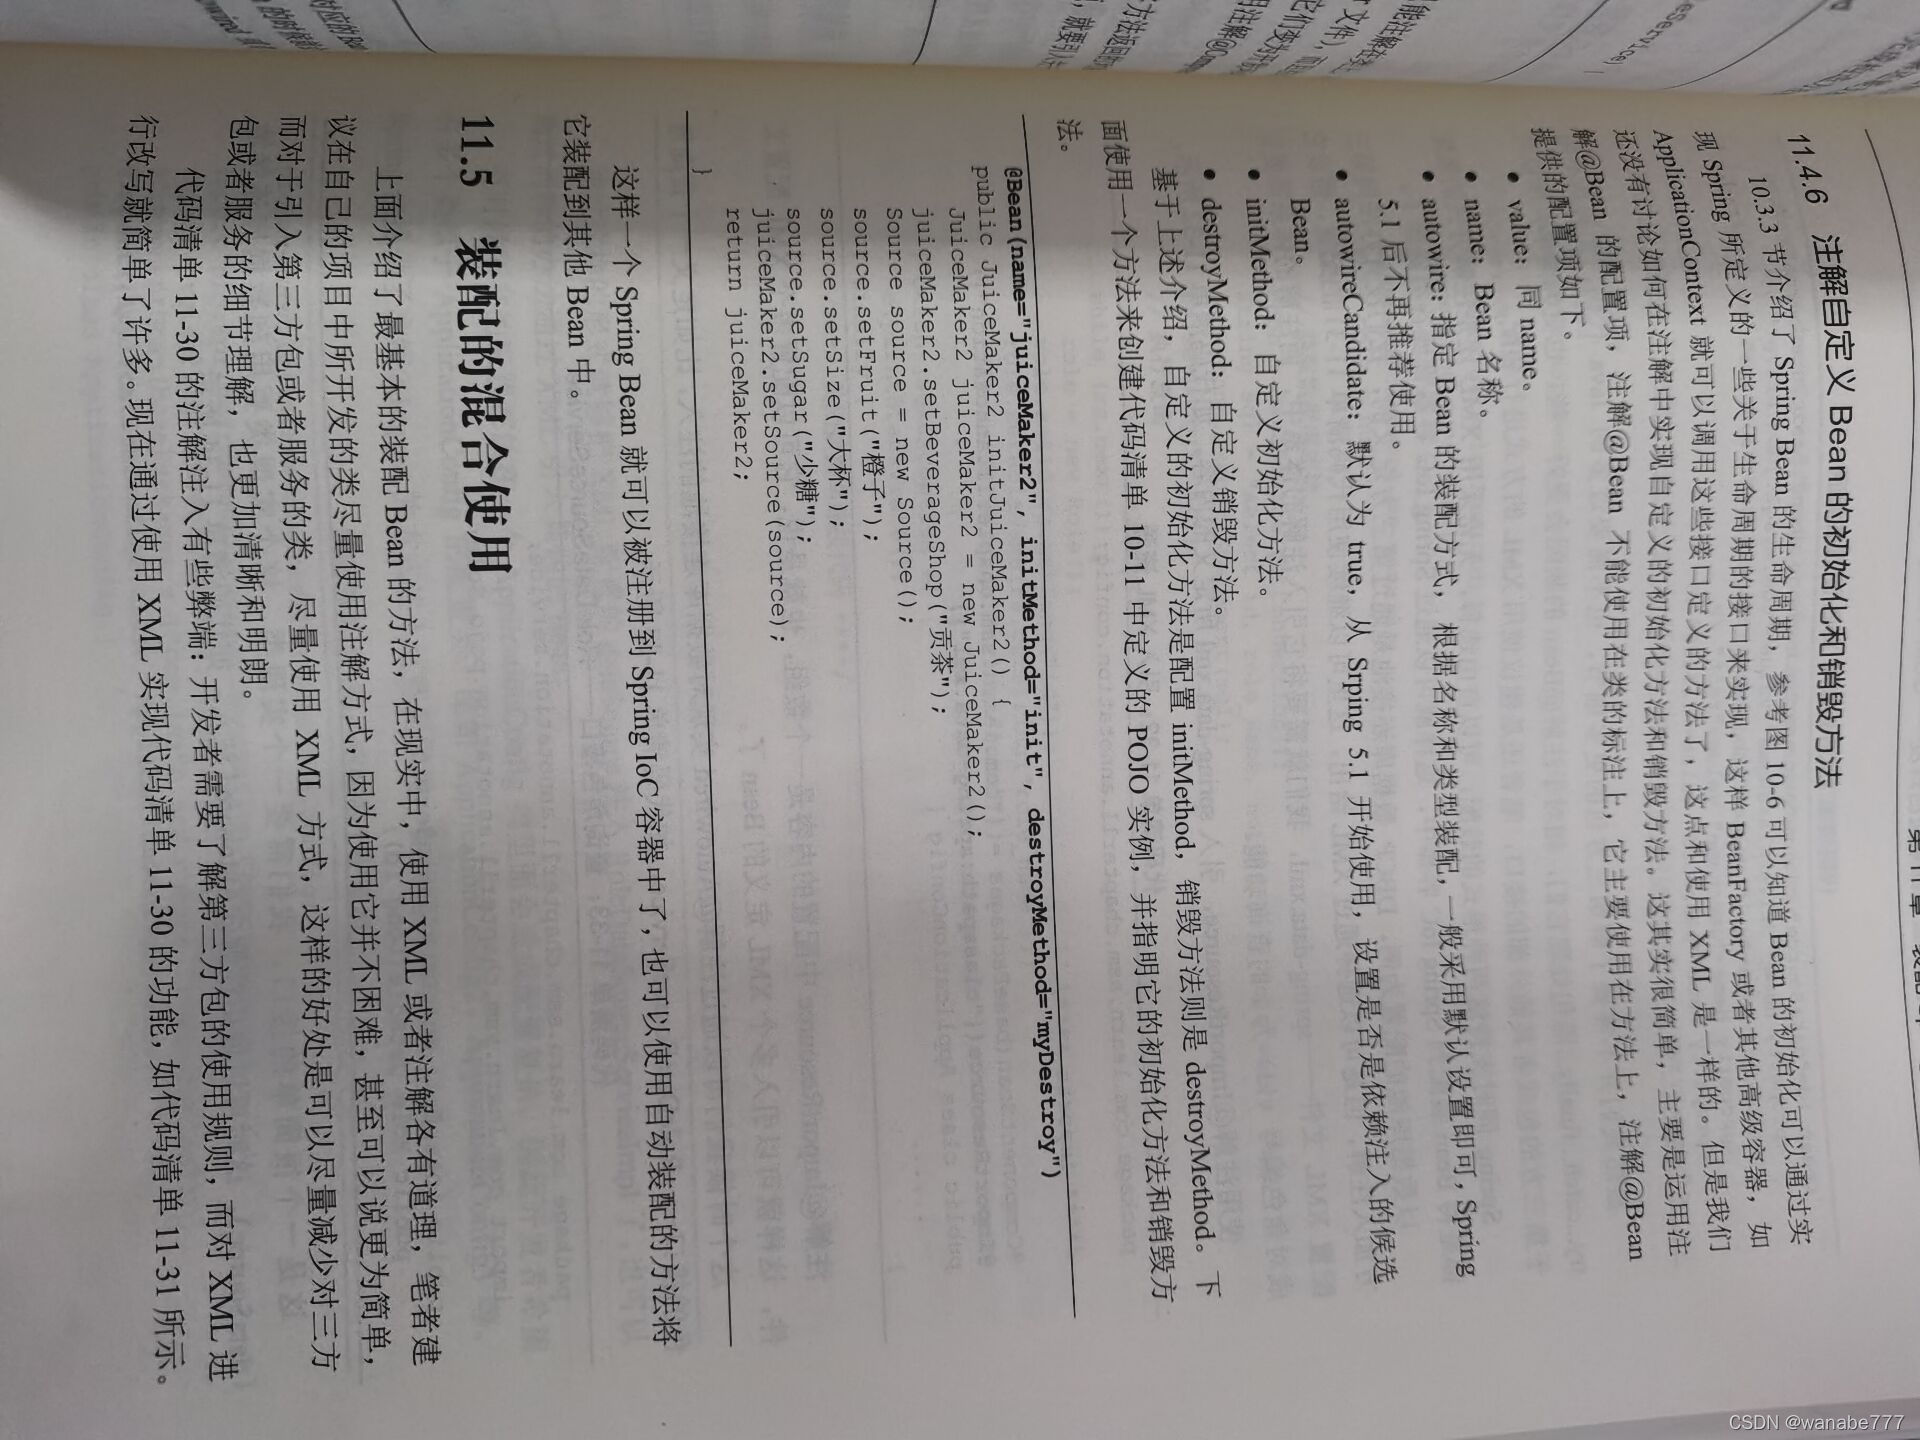 11.4.6 注解自定义 Bean 的初始化和销毁方法
10.3.3 节介绍了 Spring Bean 的生命周期，参考图 10-6 可以知道 Bean 的初始化可以通过实
现 Spring 所定义的一些关于生命周期的接口来实现，这样 BeanFactory 或者其他高级容器，如
ApplicationContext 就可以调用这些接口定义的方法了，这点和使用 XML 是一样的。但是我们
还没有讨论如何在注解中实现自定义的初始化方法和销毁方法。这其实很简单，主要是运用注
解@Bean 的配置项，注解@Bean 不能使用在类的标注上，它主要使用在方法上，注解@Bean
提供的配置项如下。
● value：同 name。
● name：Bean 名称。
● autowire：指定 Bean 的装配方式，根据名称和类型装配，一般采用默认设置即可，Spring
5.1 后不再推荐使用。
● autowireCandidate：默认为 true，从 Srping 5.1 开始使用，设置是否是依赖注入的候选
Bean。
● initMethod：自定义初始化方法。
● destroyMethod：自定义销毁方法。
基于上述介绍，自定义的初始化方法是配置 initMethod，销毁方法则是 destroyMethod。下
面使用一个方法来创建代码清单 10-11 中定义的 POJO 实例，并指明它的初始化方法和销毁方
法。
@Bean(name="juiceMaker2", initMethod="init", destroyMethod="myDestroy")
public JuiceMaker2 initJuiceMaker2() {
JuiceMaker2 juiceMaker2 = new JuiceMaker2();
juiceMaker2.setBeverageShop("贡茶");
Source source = new Source();
source.setFruit("橙子");
source.setSize("大杯");
source.setSugar("少糖");
juiceMaker2.setSource(source);
return juiceMaker2;
}
这样一个 Spring Bean 就可以被注册到 Spring IoC 容器中了，也可以使用自动装配的方法将
它装配到其他 Bean 中。
11.5 装配的混合使用
上面介绍了最基本的装配 Bean 的方法，在现实中，使用 XML 或者注解各有道理，笔者建
议在自己的项目中所开发的类尽量使用注解方式，因为使用它并不困难，甚至可以说更为简单，
而对于引入第三方包或者服务的类，尽量使用 XML 方式，这样的好处是可以尽量减少对三方
包或者服务的细节理解，也更加清晰和明朗。
代码清单 11-30 的注解注入有些弊端：开发者需要了解第三方包的使用规则，而对 XML 进
行改写就简单了许多。现在通过使用 XML 实现代码清单 11-30 的功能，如代码清单 11-31 所示。
CSDN @wanabe777